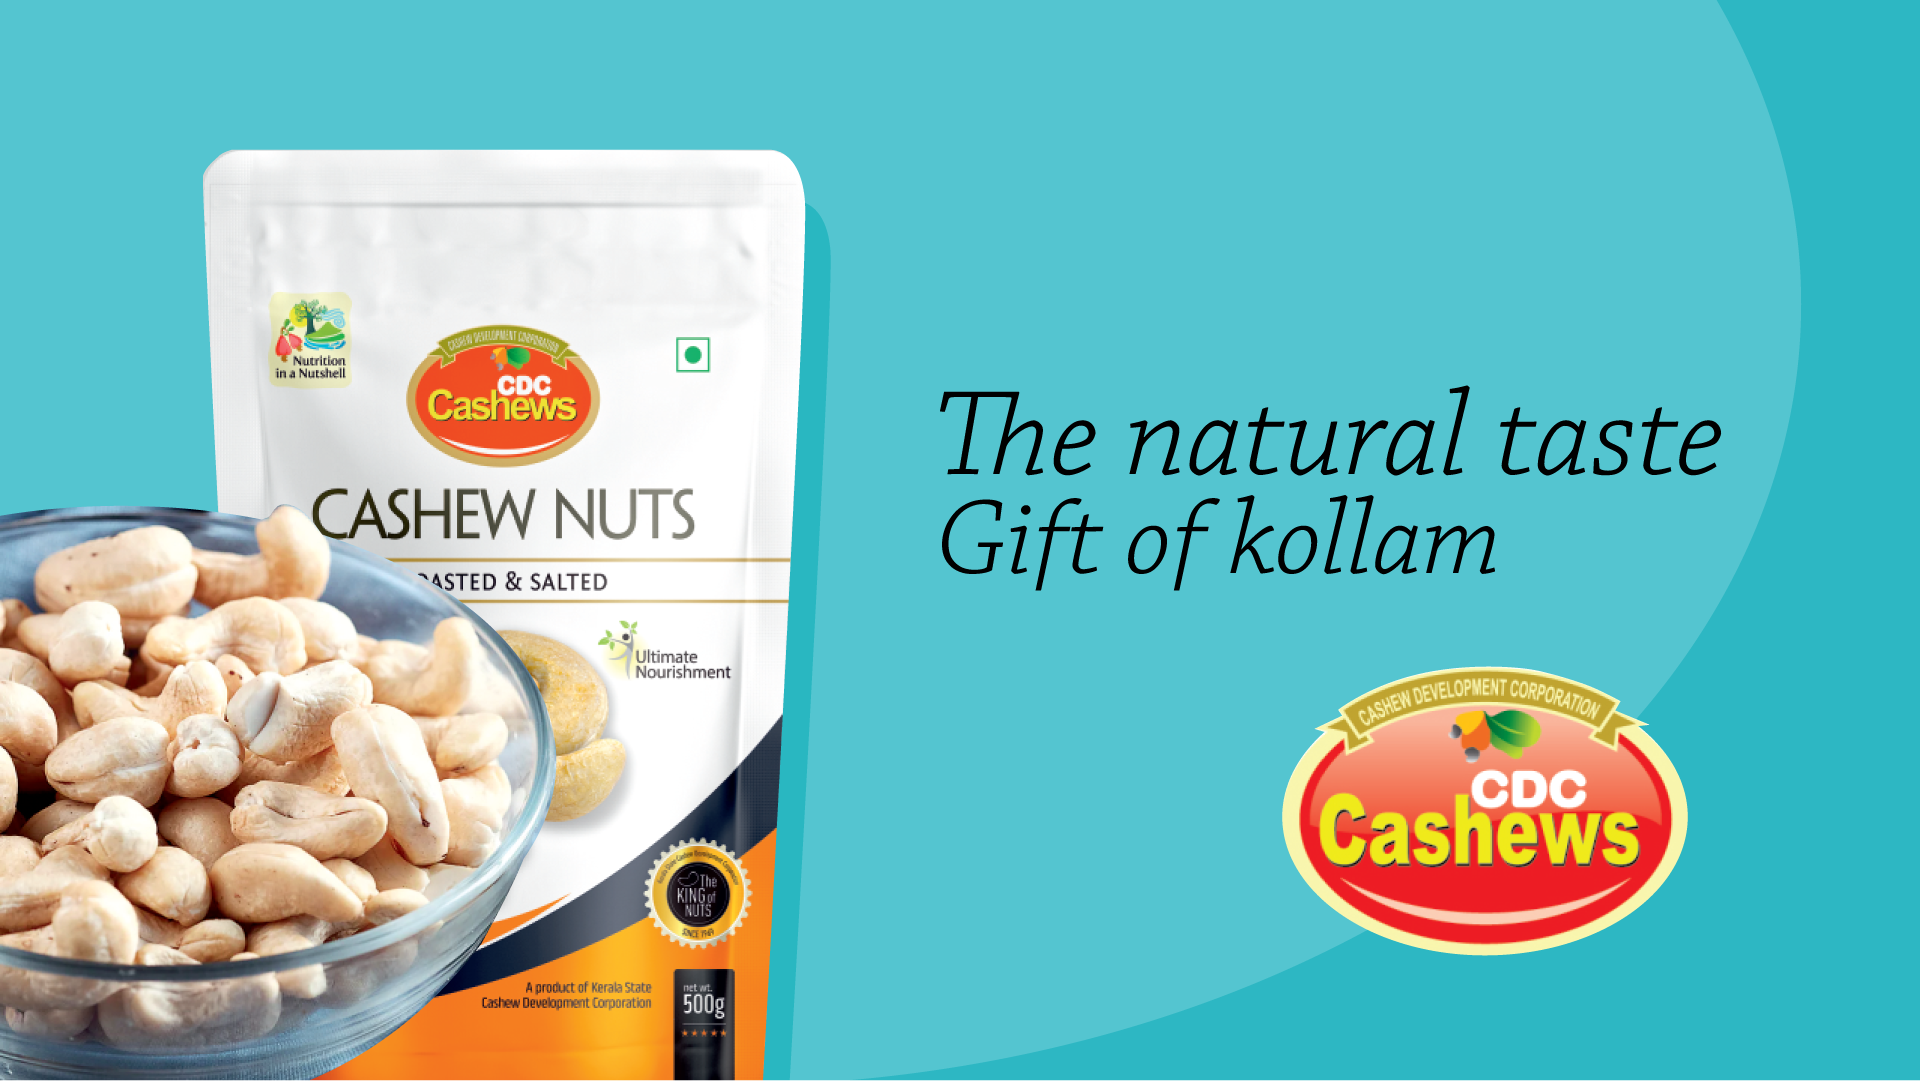 Nutrition
in a Nutshell
CASHEW DEVELOPMENT CORPORATION
CDC
Cashews
CASHEW NUTS
ASTED & SALTED
Ultimate
Nourishment
The
KING of
NUTS
SINCE 1969
A product of Kerala State
Cashew Development Corporation
net wt.
500g
The natural taste
Gift of kollam
CASHEW DEVELOPMENT CORPORATION
CDC
Cashews